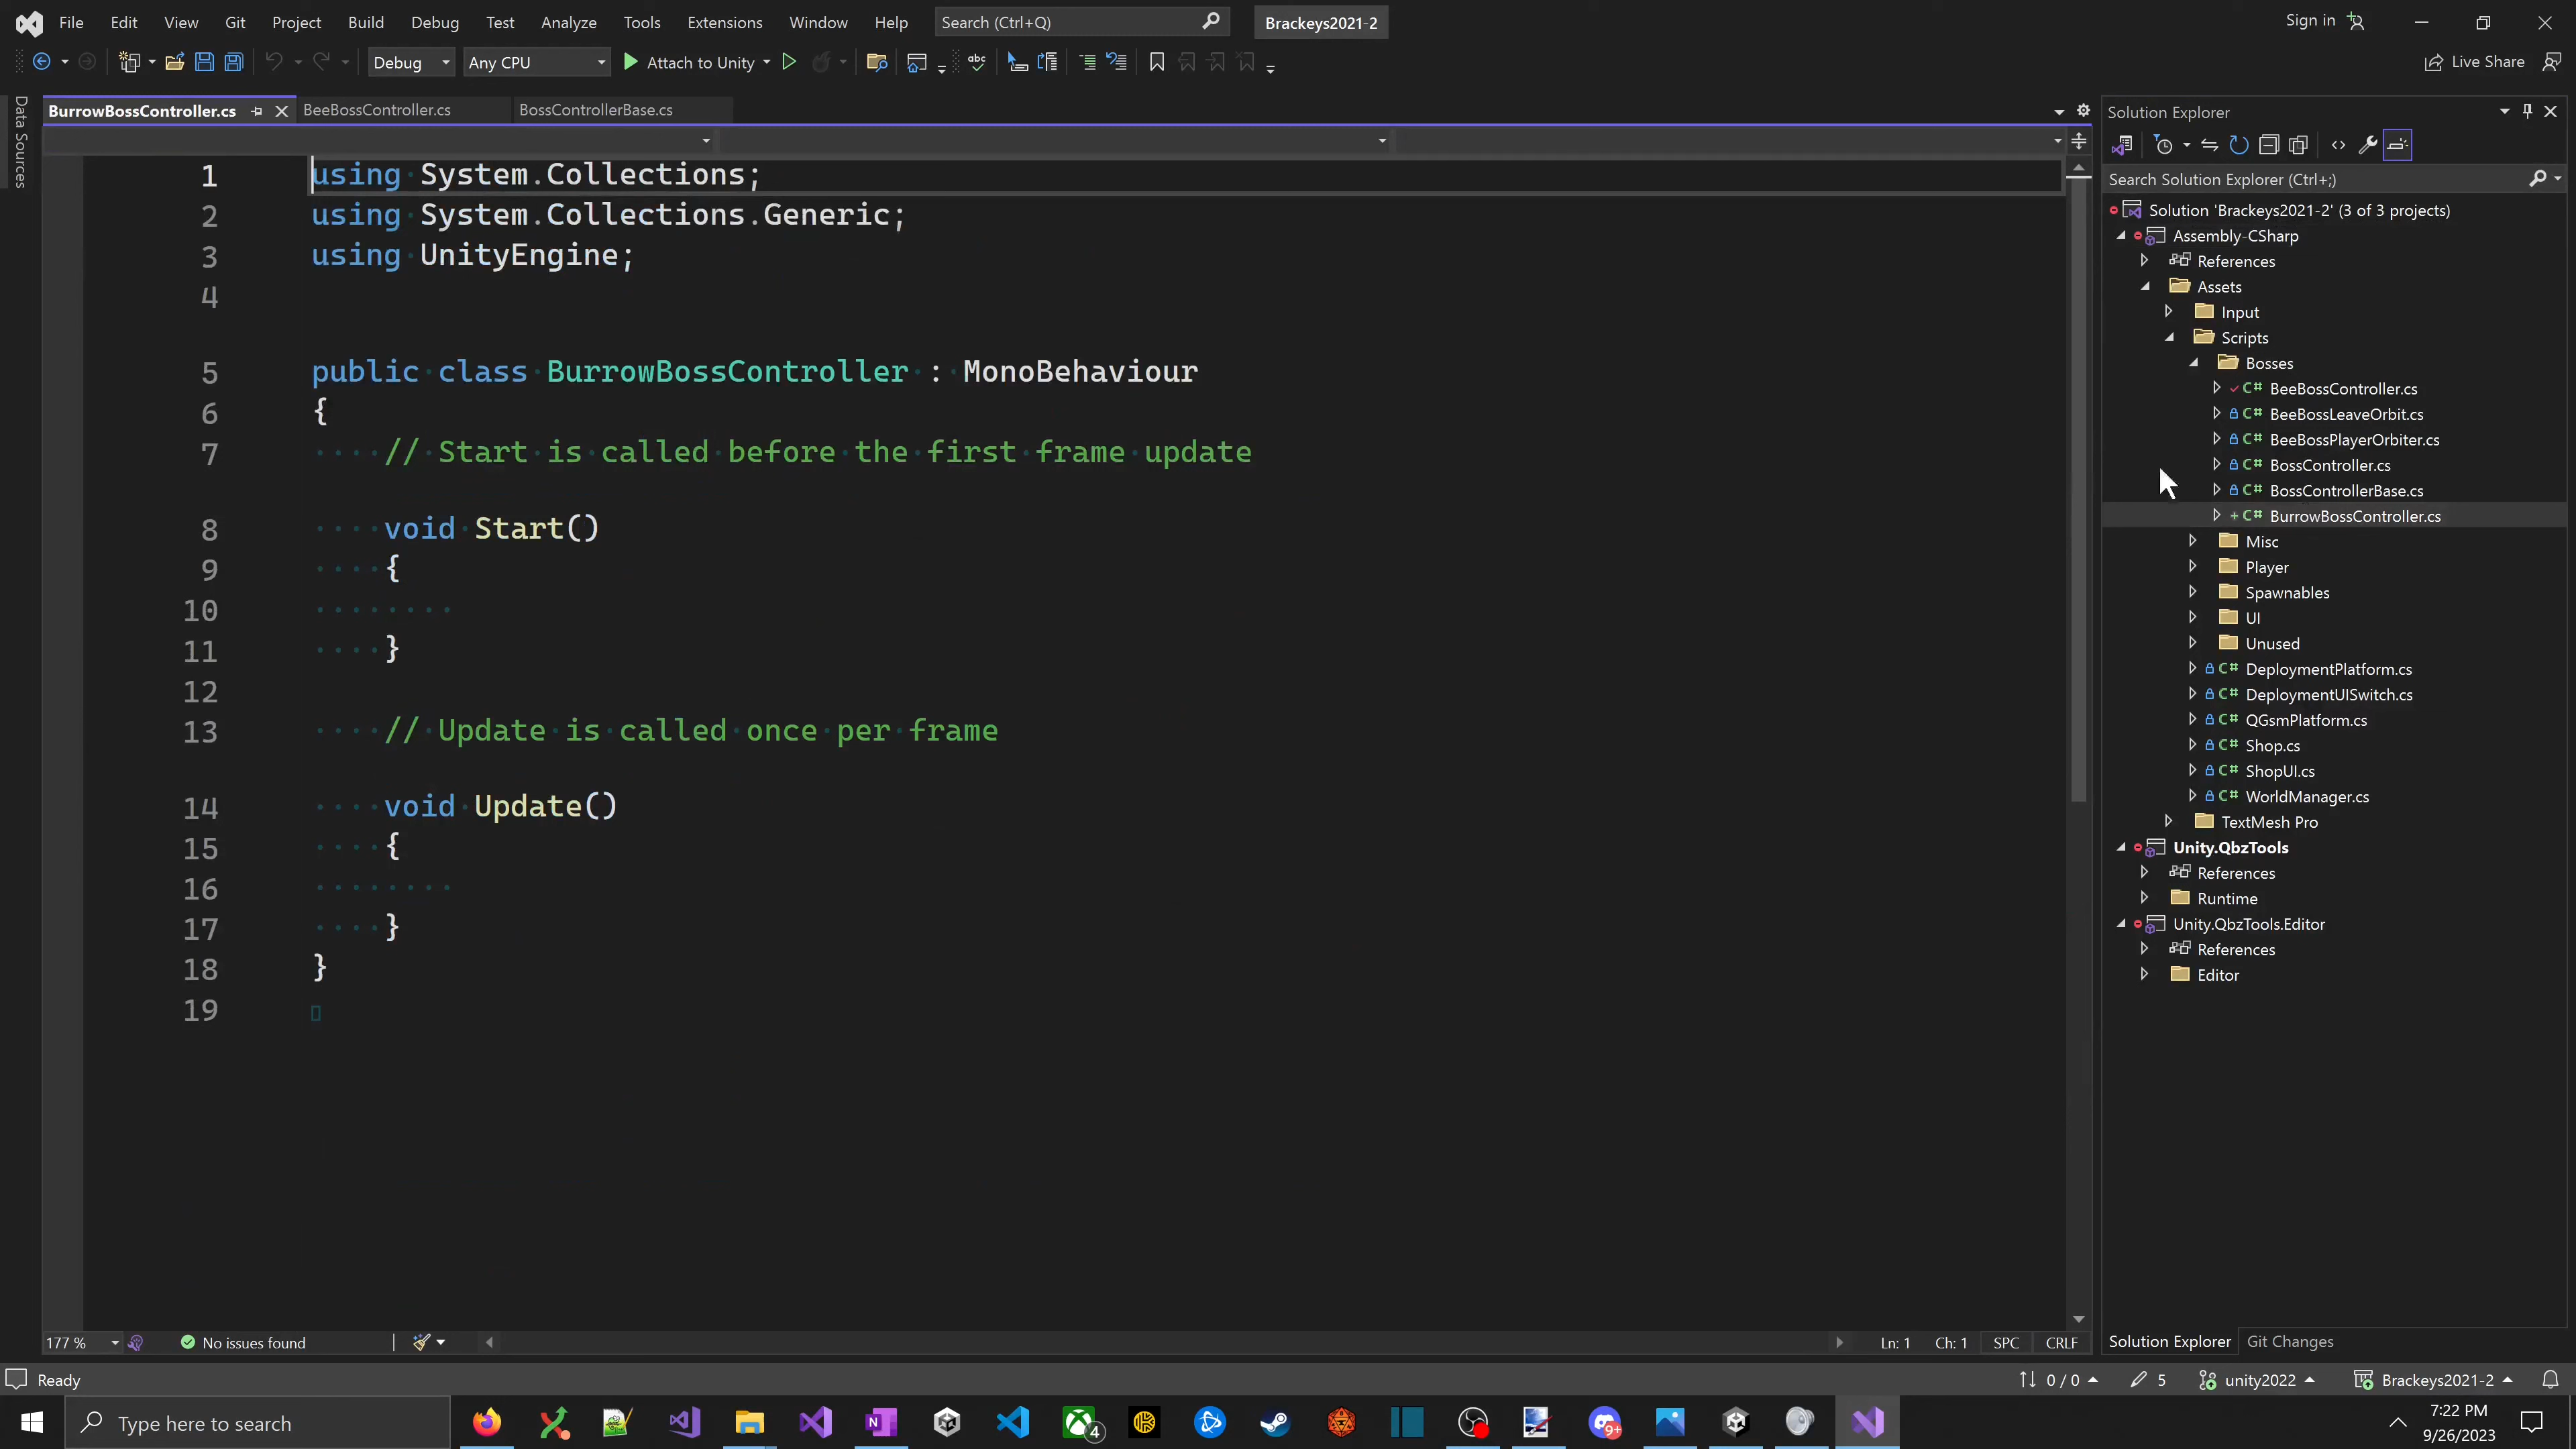 File Edit View Git Project Build Debug Test Analyze Tools Extensions Window Help Search (Ctrl+Q) Brackeys2021-2 Sign in
Debug Any CPU Attach to Unity Live Share
Data Sources
BurrowBossController.cs BeeBossController.cs BossControllerBase.cs
1 using System.Collections;
2 using System.Collections.Generic;
3 using UnityEngine;
4
5 public class BurrowBossController : MonoBehaviour
6 {
7 // Start is called before the first frame update
8 void Start()
9 {
10
11 }
12
13 // Update is called once per frame
14 void Update()
15 {
16
17 }
18 }
19
177 % No issues found Ln: 1 Ch: 1 SPC CRLF
Solution Explorer
Search Solution Explorer (Ctrl+;)
Solution 'Brackeys2021-2' (3 of 3 projects)
Assembly-CSharp
References
Assets
Input
Scripts
Bosses
C# BeeBossController.cs
C# BeeBossLeaveOrbit.cs
C# BeeBossPlayerOrbiter.cs
C# BossController.cs
C# BossControllerBase.cs
C# BurrowBossController.cs
Misc
Player
Spawnables
UI
Unused
C# DeploymentPlatform.cs
C# DeploymentUISwitch.cs
C# QGsmPlatform.cs
C# Shop.cs
C# ShopUI.cs
C# WorldManager.cs
TextMesh Pro
Unity.QbzTools
References
Runtime
Unity.QbzTools.Editor
References
Editor
Solution Explorer Git Changes
Ready 0 / 0 5 unity2022 Brackeys2021-2
Type here to search 4 9+ 7:22 PM
9/26/2023